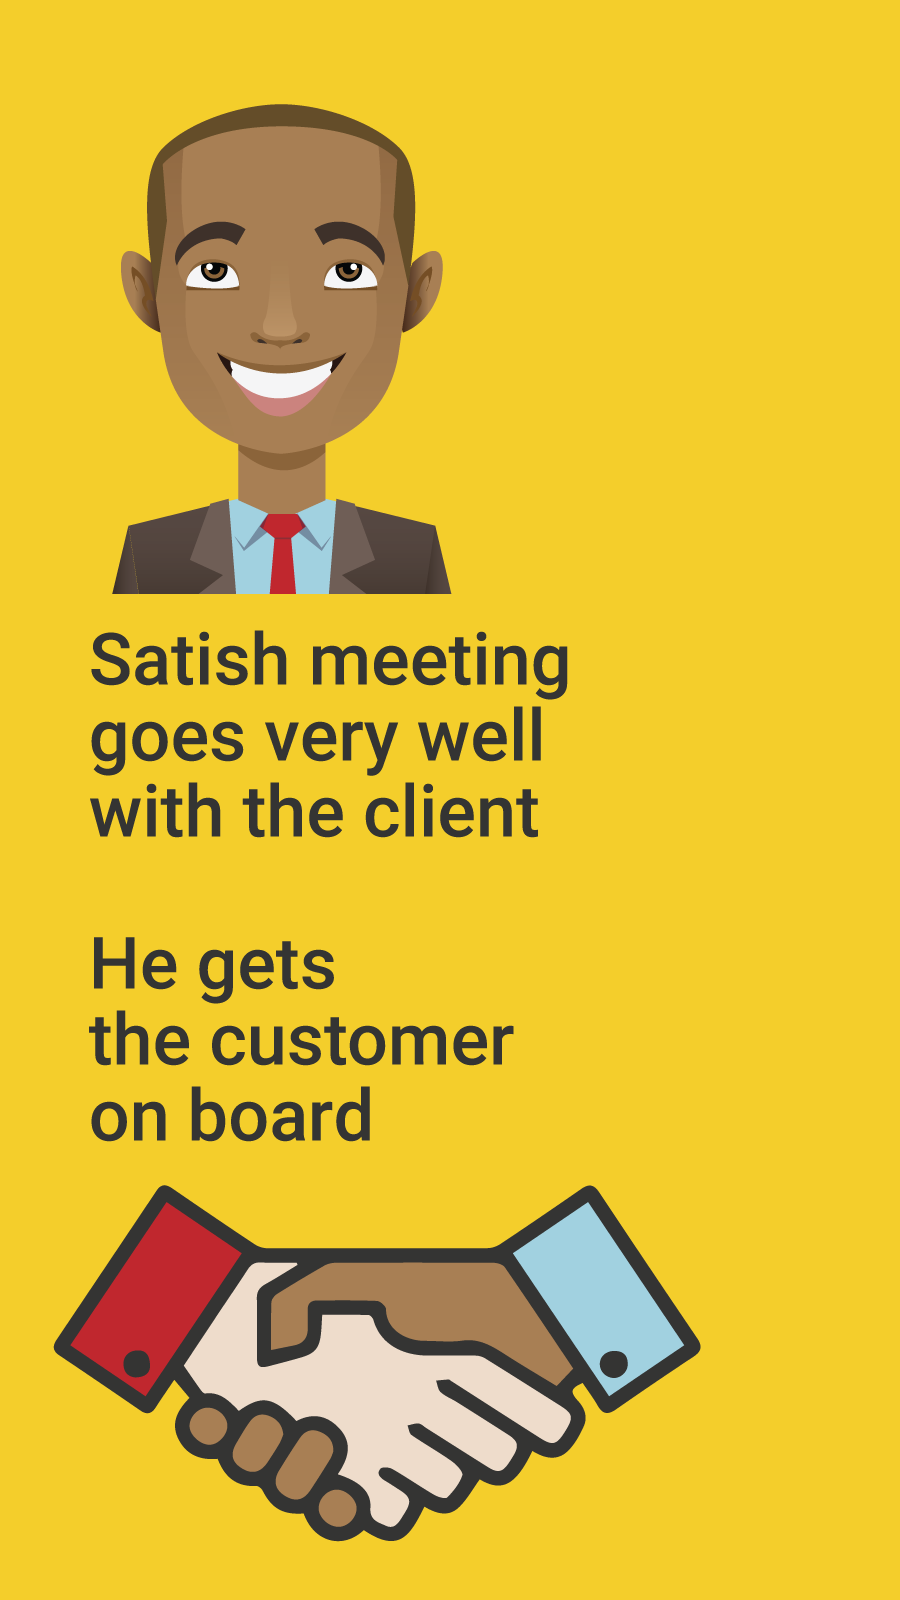 Satish meeting
goes very well
with the client
He gets
the customer
on board